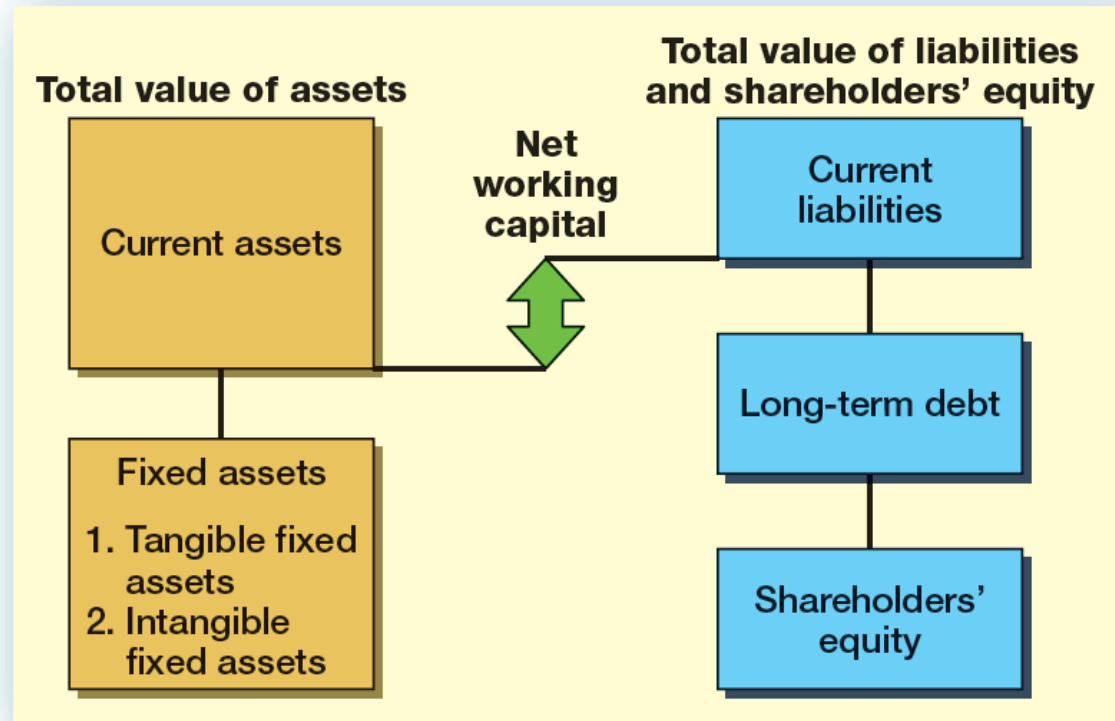 Total value of assets
Current assets
Fixed assets
1. Tangible fixed
assets
2. Intangible
fixed assets
Net
working
capital
Total value of liabilities
and shareholders’ equity
Current
liabilities
Long-term debt
Shareholders’
equity